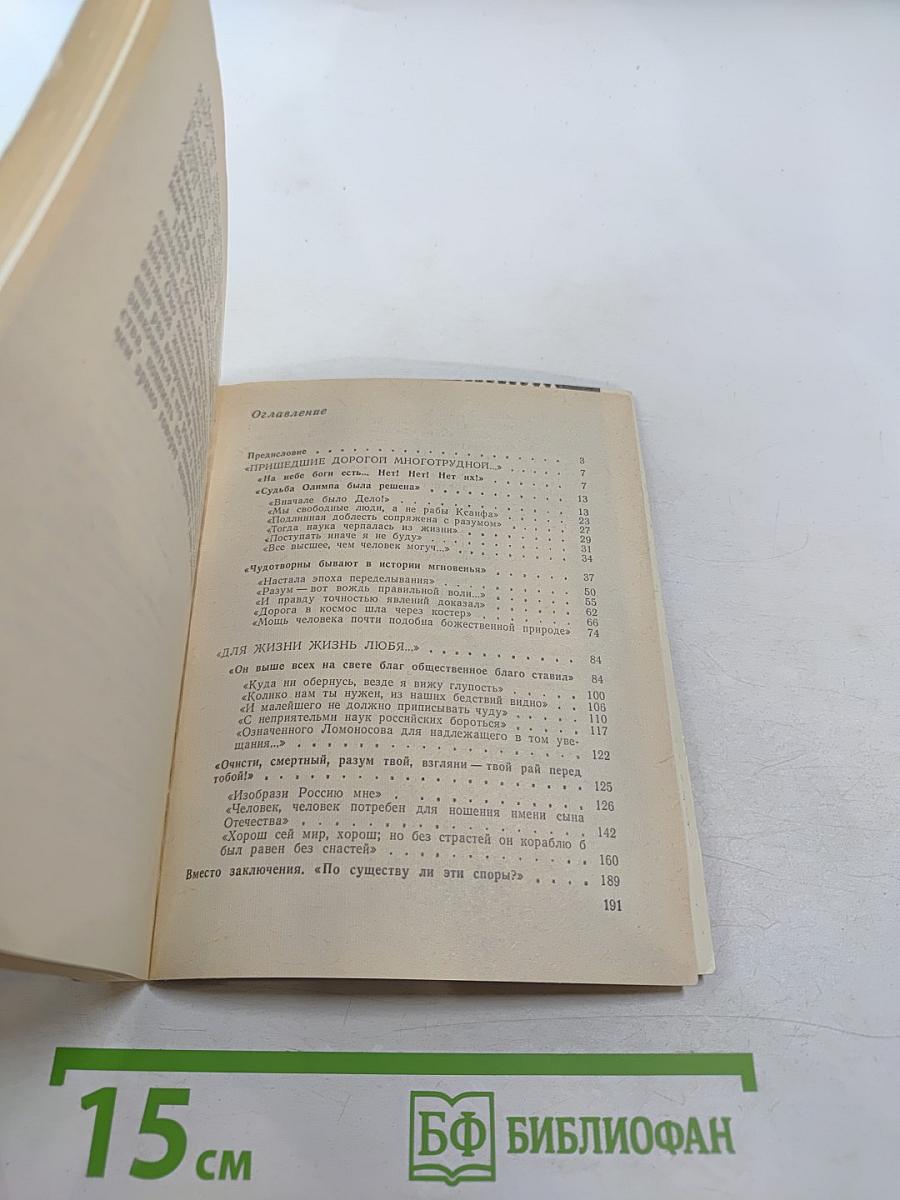 Оглавление
Предисловие . . . . . . . . . . . . . . . . . . 3
«ПРИШЕДШИЕ ДОРОГОЙ МНОГОТРУДНОЙ...» . . . . . 7
«На небе боги есть... Нет! Нет! Нет их!» . . . . . . 7
«Судьба Олимпа была решена» . . . . . . . . . . 13
«Вначале было Дело!» . . . . . . . . . . . . 13
«Мы свободные люди, а не рабы Ксанфа» . . . . . 23
«Подлинная доблесть сопряжена с разумом» . . . . 27
«Тогда наука черпалась из жизни» . . . . . . . 29
«Поступать иначе я не буду» . . . . . . . . . 31
«Все высшее, чем человек могуч...» . . . . . . . 34
«Чудотворны бывают в истории мгновенья» . . . . . 37
«Настала эпоха переделывания» . . . . . . . . 50
«Разум — вот вождь правильной воли...» . . . . . 55
«И правду точностью явлений доказал» . . . . . 62
«Дорога в космос шла через костер» . . . . . . 66
«Мощь человека почти подобна божественной природе» 74
«ДЛЯ ЖИЗНИ ЖИЗНЬ ЛЮБЯ...» . . . . . . . . . . . 84
«Он выше всех на свете благ общественное благо ставил» 84
«Куда ни обернусь, везде я вижу глупость» . . . . 100
«Колико нам ты нужен, из наших бедствий видно» . . 106
«И малейшего не должно приписывать чуду» . . . . 110
«С неприятельми наук российских бороться» . . . . 117
«Означенного Ломоносова для надлежащего в том уве-
щания...» . . . . . . . . . . . . . . . . . 122
«Очисти, смертный, разум твой, взгляни — твой рай перед
тобой!» . . . . . . . . . . . . . . . . . . . 125
«Изобрази Россию мне» . . . . . . . . . . . 126
«Человек, человек потребен для ношения имени сына
Отечества» . . . . . . . . . . . . . . . . . 142
«Хорош сей мир, хорош; но без страстей он кораблю б
был равен без снастей» . . . . . . . . . . . . 160
Вместо заключения. «По существу ли эти споры?» . . . . 189
191
15 см
БФ БИБЛИОФАН